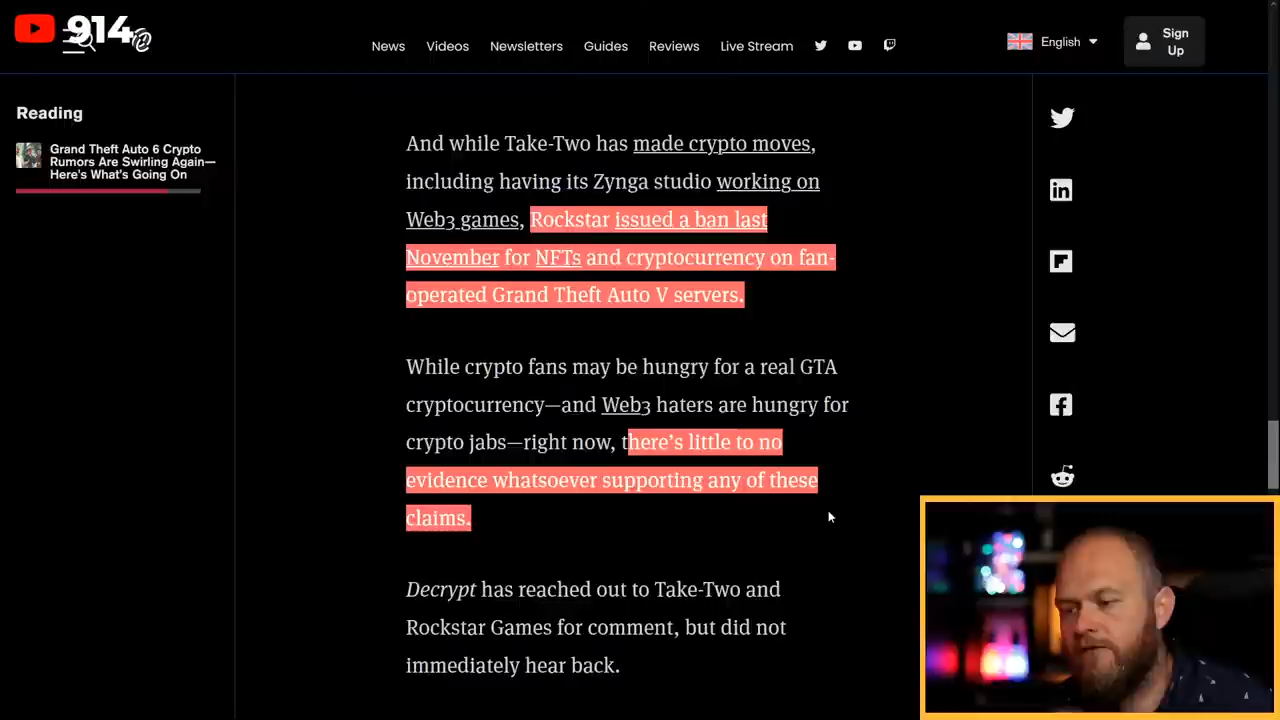 914
News Videos Newsletters Guides Reviews Live Stream
English
Sign
Up
Reading
Grand Theft Auto 6 Crypto
Rumors Are Swirling Again—
Here's What's Going On
And while Take-Two has made crypto moves,
including having its Zynga studio working on
Web3 games, Rockstar issued a ban last
November for NFTs and cryptocurrency on fan-
operated Grand Theft Auto V servers.
While crypto fans may be hungry for a real GTA
cryptocurrency—and Web3 haters are hungry for
crypto jabs—right now, there's little to no
evidence whatsoever supporting any of these
claims.
Decrypt has reached out to Take-Two and
Rockstar Games for comment, but did not
immediately hear back.